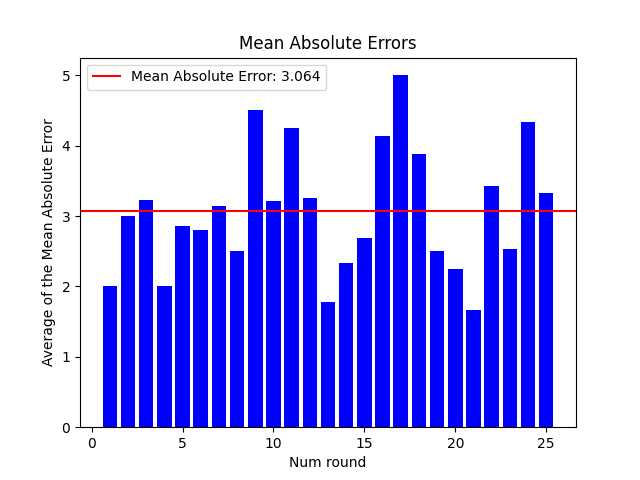 Mean Absolute Errors
Mean Absolute Error: 3.064
Average of the Mean Absolute Error
5
4
3
2
1
0
0 5 10 15 20 25
Num round